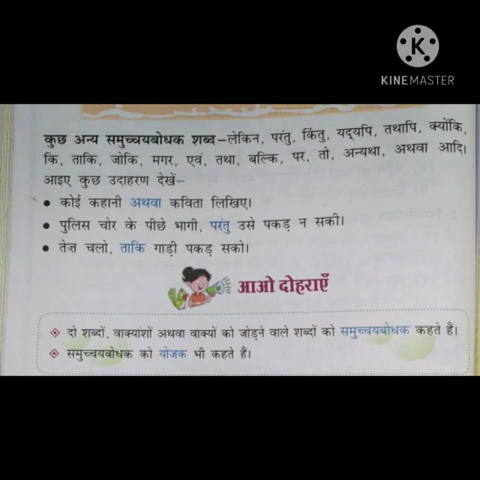 KINEMASTER
कुछ अन्य समुच्चयबोधक शब्द–लेकिन, परंतु, किंतु, यद्यपि, तथापि, क्योंकि,
कि, ताकि, जोकि, मगर, एवं, तथा, बल्कि, पर, तो, अन्यथा, अथवा आदि।
आइए कुछ उदाहरण देखें–
• कोई कहानी अथवा कविता लिखिए।
• पुलिस चोर के पीछे भागी, परंतु उसे पकड़ न सकी।
• तेज़ चलो, ताकि गाड़ी पकड़ सको।
आओ दोहराएँ
दो शब्दों, वाक्यांशों अथवा वाक्यों को जोड़ने वाले शब्दों को समुच्चयबोधक कहते हैं।
समुच्चयबोधक को योजक भी कहते हैं।